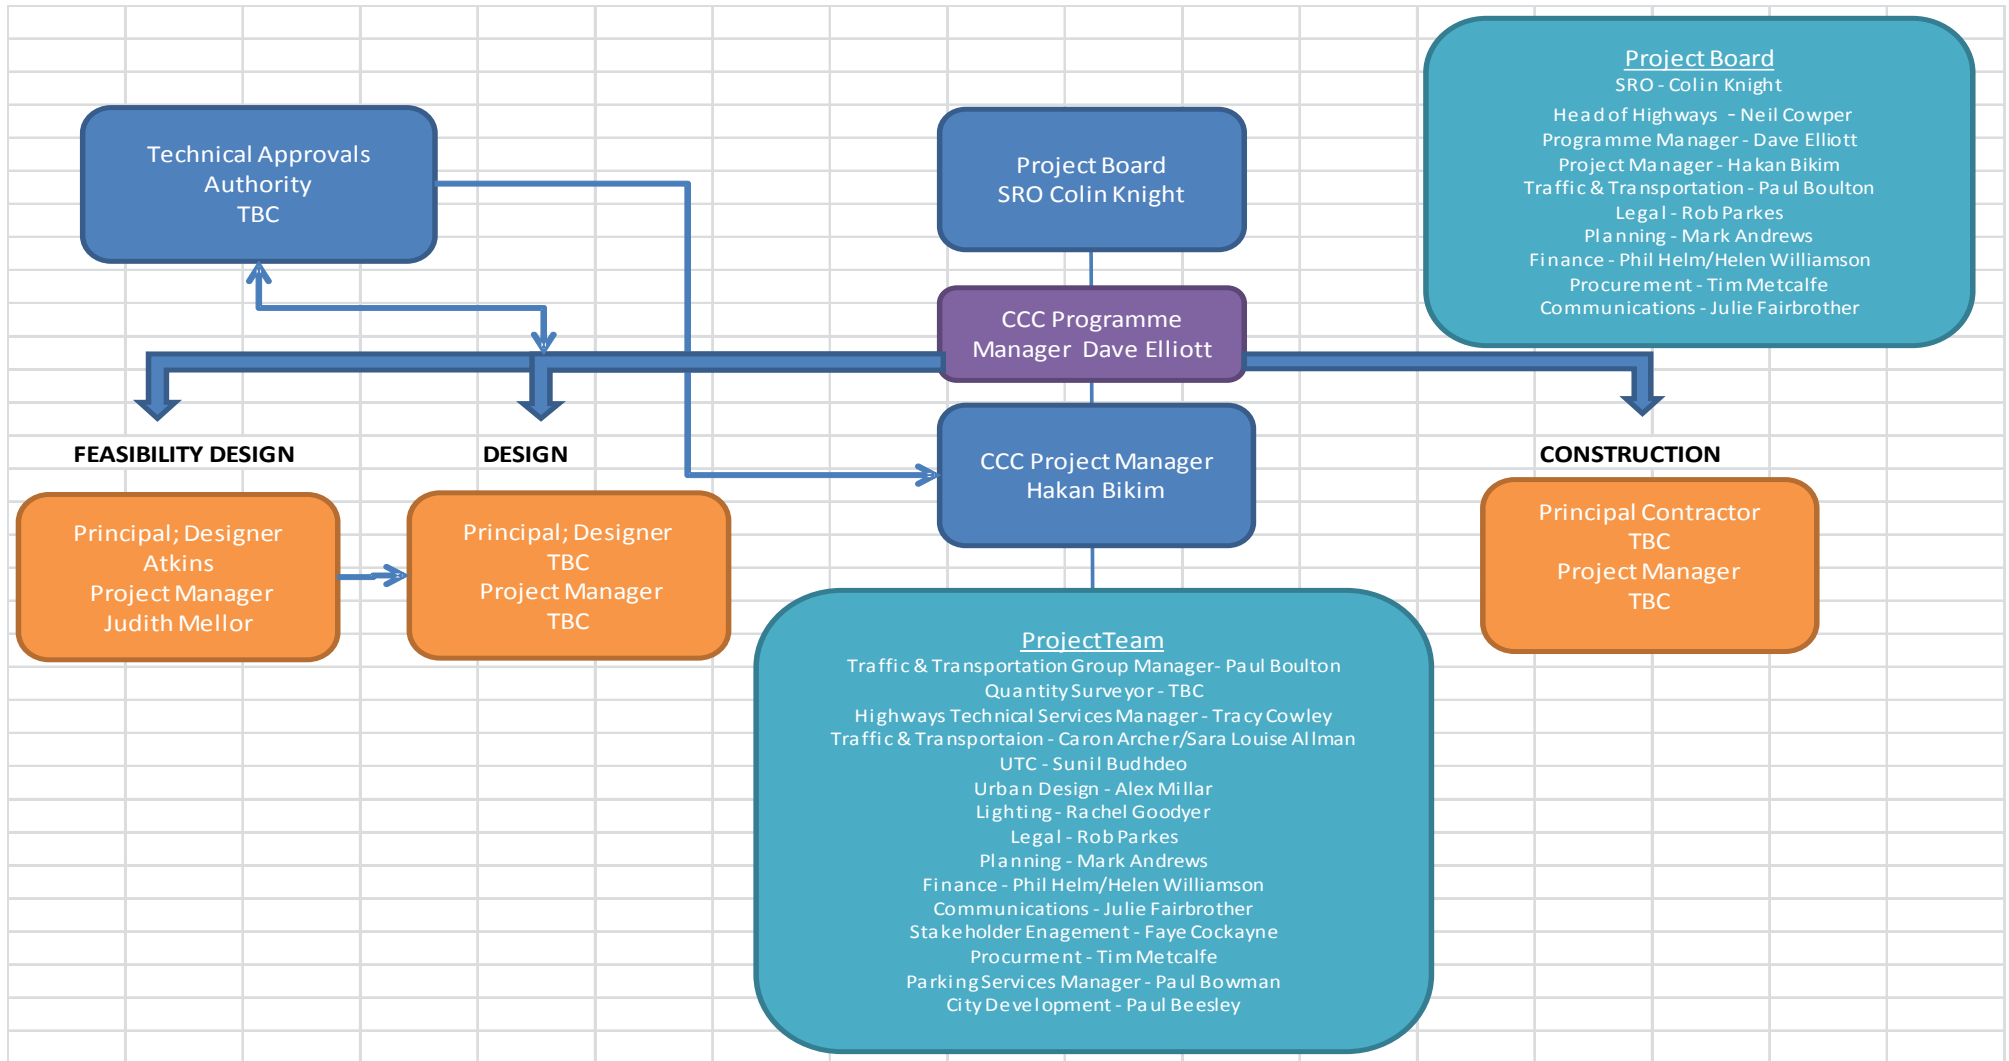 Technical Approvals
Authority
TBC
Project Board
SRO Colin Knight
Project Board
SRO - Colin Knight
Head of Highways - Neil Cowper
Programme Manager - Dave Elliott
Project Manager - Hakan Bikim
Traffic & Transportation - Paul Boulton
Legal - Rob Parkes
Planning - Mark Andrews
Finance - Phil Helm/Helen Williamson
Procurement - Tim Metcalfe
Communications - Julie Fairbrother
CCC Programme
Manager Dave Elliott
CCC Project Manager
Hakan Bikim
FEASIBILITY DESIGN
Principal; Designer
Atkins
Project Manager
Judith Mellor
DESIGN
Principal; Designer
TBC
Project Manager
TBC
CONSTRUCTION
Principal Contractor
TBC
Project Manager
TBC
Project Team
Traffic & Transportation Group Manager- Paul Boulton
Quantity Surveyor - TBC
Highways Technical Services Manager - Tracy Cowley
Traffic & Transportaion - Caron Archer/Sara Louise Allman
UTC - Sunil Budhdeo
Urban Design - Alex Millar
Lighting - Rachel Goodyer
Legal - Rob Parkes
Planning - Mark Andrews
Finance - Phil Helm/Helen Williamson
Communications - Julie Fairbrother
Stakeholder Enagement - Faye Cockayne
Procurment - Tim Metcalfe
Parking Services Manager - Paul Bowman
City Development - Paul Beesley